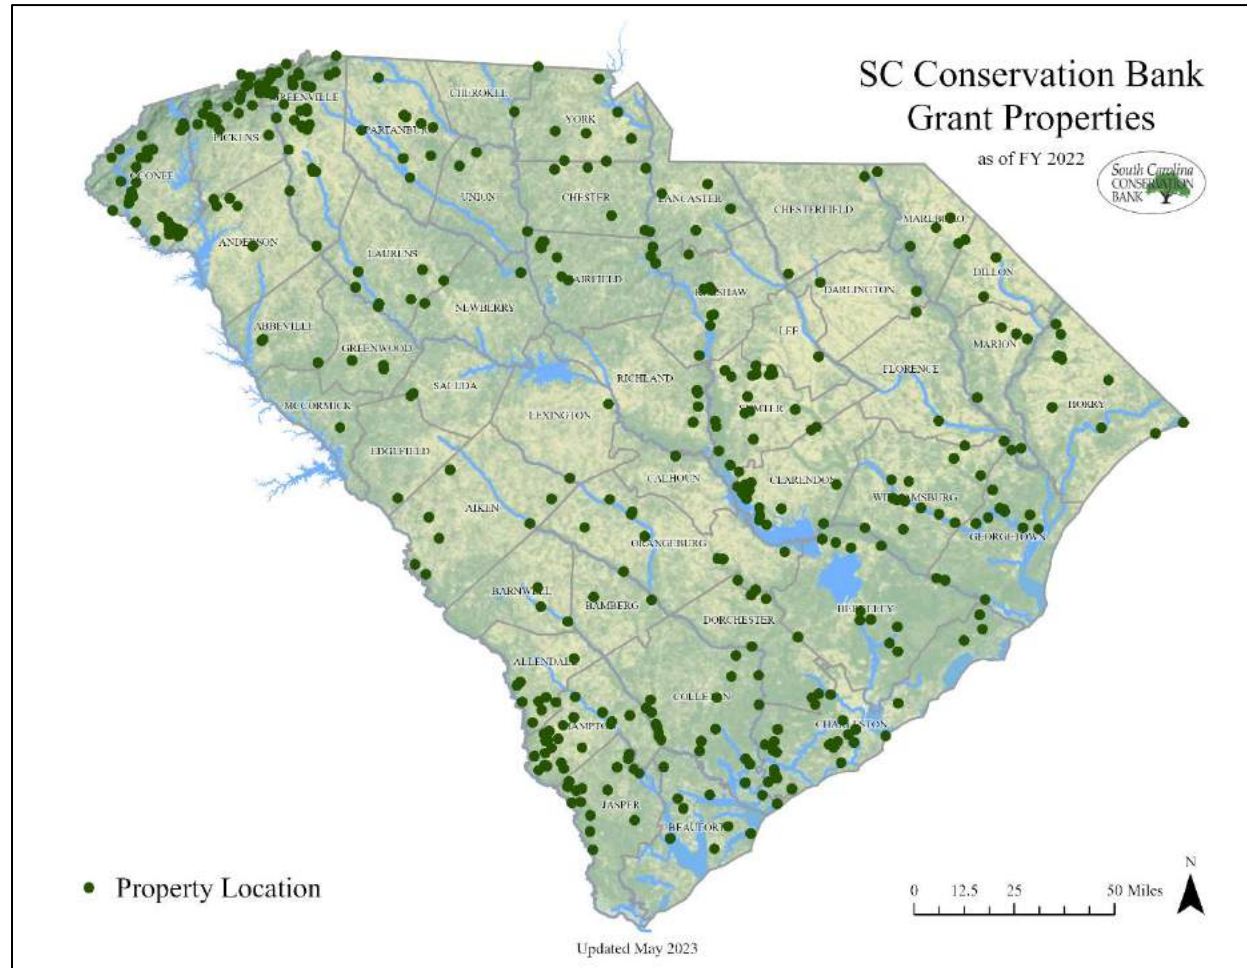 SC Conservation Bank
Grant Properties
as of FY 2022
South Carolina
CONSERVATION
BANK
CHEROKEE
GREENVILLE
YORK
SPARTANBURG
PICKENS
OCONEE
UNION
CHESTER
LANCASTER
CHESTERFIELD
MARLBORO
ANDERSON
LAURENS
DILLON
FAIRFIELD
KERSHAW
DARLINGTON
NEWBERRY
ABBEVILLE
LEE
MARION
GREENWOOD
FLORENCE
SALUDA
RICHLAND
MCCORMICK
LEXINGTON
SUMTER
HORRY
EDGEFIELD
CALHOUN
CLARENDON
AIKEN
WILLIAMSBURG
ORANGEBURG
GEORGETOWN
BARNWELL
BAMBERG
BERKELEY
DORCHESTER
ALLENDALE
COLLETON
HAMPTON
CHARLESTON
JASPER
BEAUFORT
Property Location
N
0 12.5 25 50 Miles
Updated May 2023